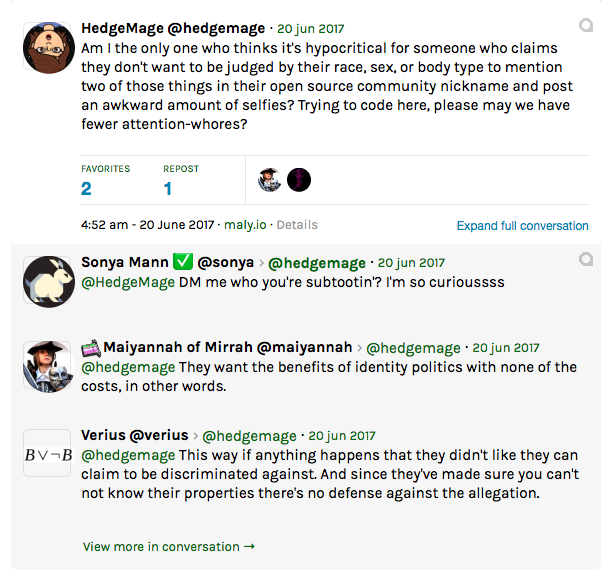 HedgeMage @hedgemage · 20 jun 2017
Am I the only one who thinks it's hypocritical for someone who claims
they don't want to be judged by their race, sex, or body type to mention
two of those things in their open source community nickname and post
an awkward amount of selfies? Trying to code here, please may we have
fewer attention-whores?
FAVORITES REPOST
2 1
4:52 am - 20 June 2017 · maly.io · Details Expand full conversation
Sonya Mann ✅ @sonya › @hedgemage · 20 jun 2017
@HedgeMage DM me who you're subtootin'? I'm so curioussss
Maiyannah of Mirrah @maiyannah › @hedgemage · 20 jun 2017
@hedgemage They want the benefits of identity politics with none of the
costs, in other words.
B∨¬B
Verius @verius › @hedgemage · 20 jun 2017
@hedgemage This way if anything happens that they didn't like they can
claim to be discriminated against. And since they've made sure you can't
not know their properties there's no defense against the allegation.
View more in conversation →